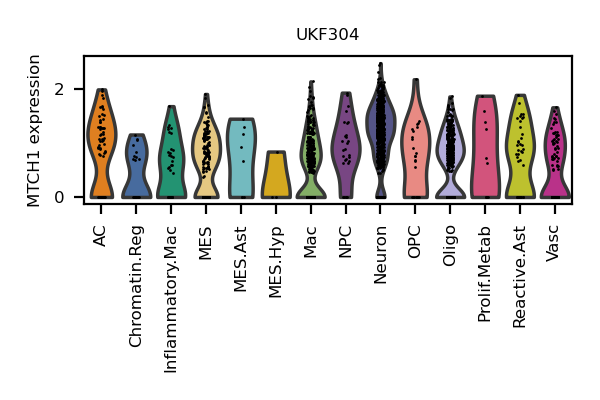 UKF304
MTCH1 expression
2
0
AC
Chromatin.Reg
Inflammatory.Mac
MES
MES.Ast
MES.Hyp
Mac
NPC
Neuron
OPC
Oligo
Prolif.Metab
Reactive.Ast
Vasc